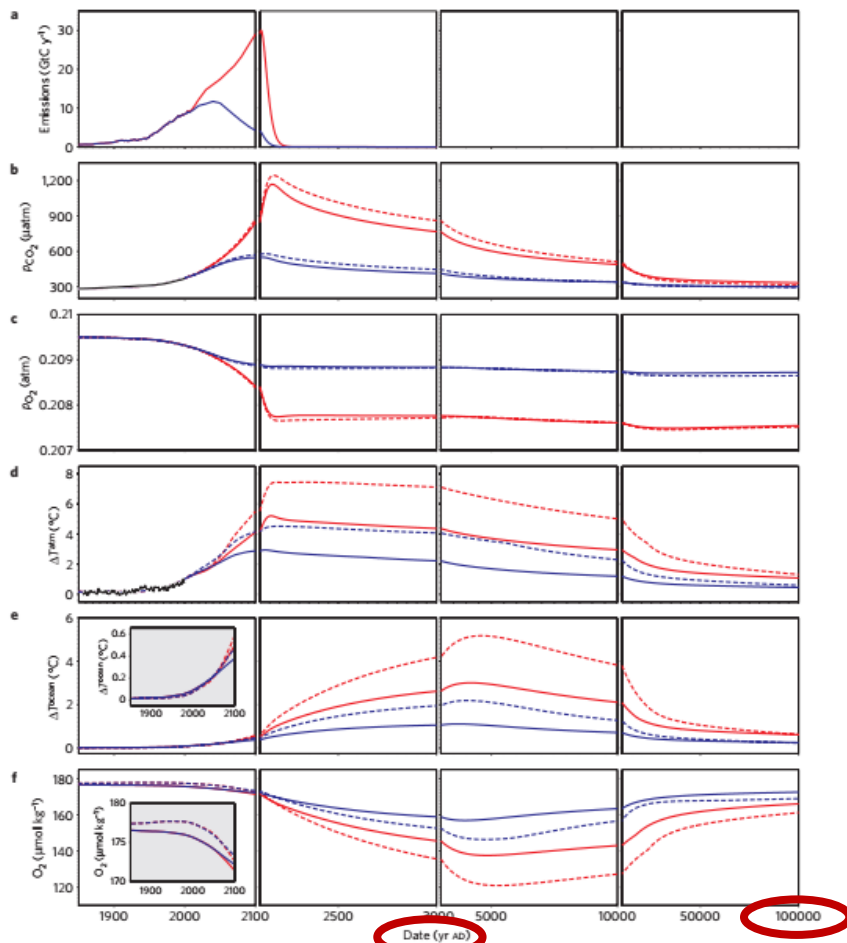 a
Emissions (GtC y⁻¹)
30
20
10
0
b
pCO₂ (µatm)
1,200
900
600
300
c
pO₂ (atm)
0.21
0.209
0.208
0.207
d
ΔTatm (°C)
8
6
4
2
0
e
ΔTocean (°C)
6
4
2
0
ΔTocean (°C)
0.6
0.4
0.2
0
1900 2000 2100
f
O₂ (µmol kg⁻¹)
180
160
140
120
O₂ (µmol kg⁻¹)
180
175
170
1900 2000 2100
1900 2000 2100 2500 3000 5000 10000 50000 100000
Date (yr AD)